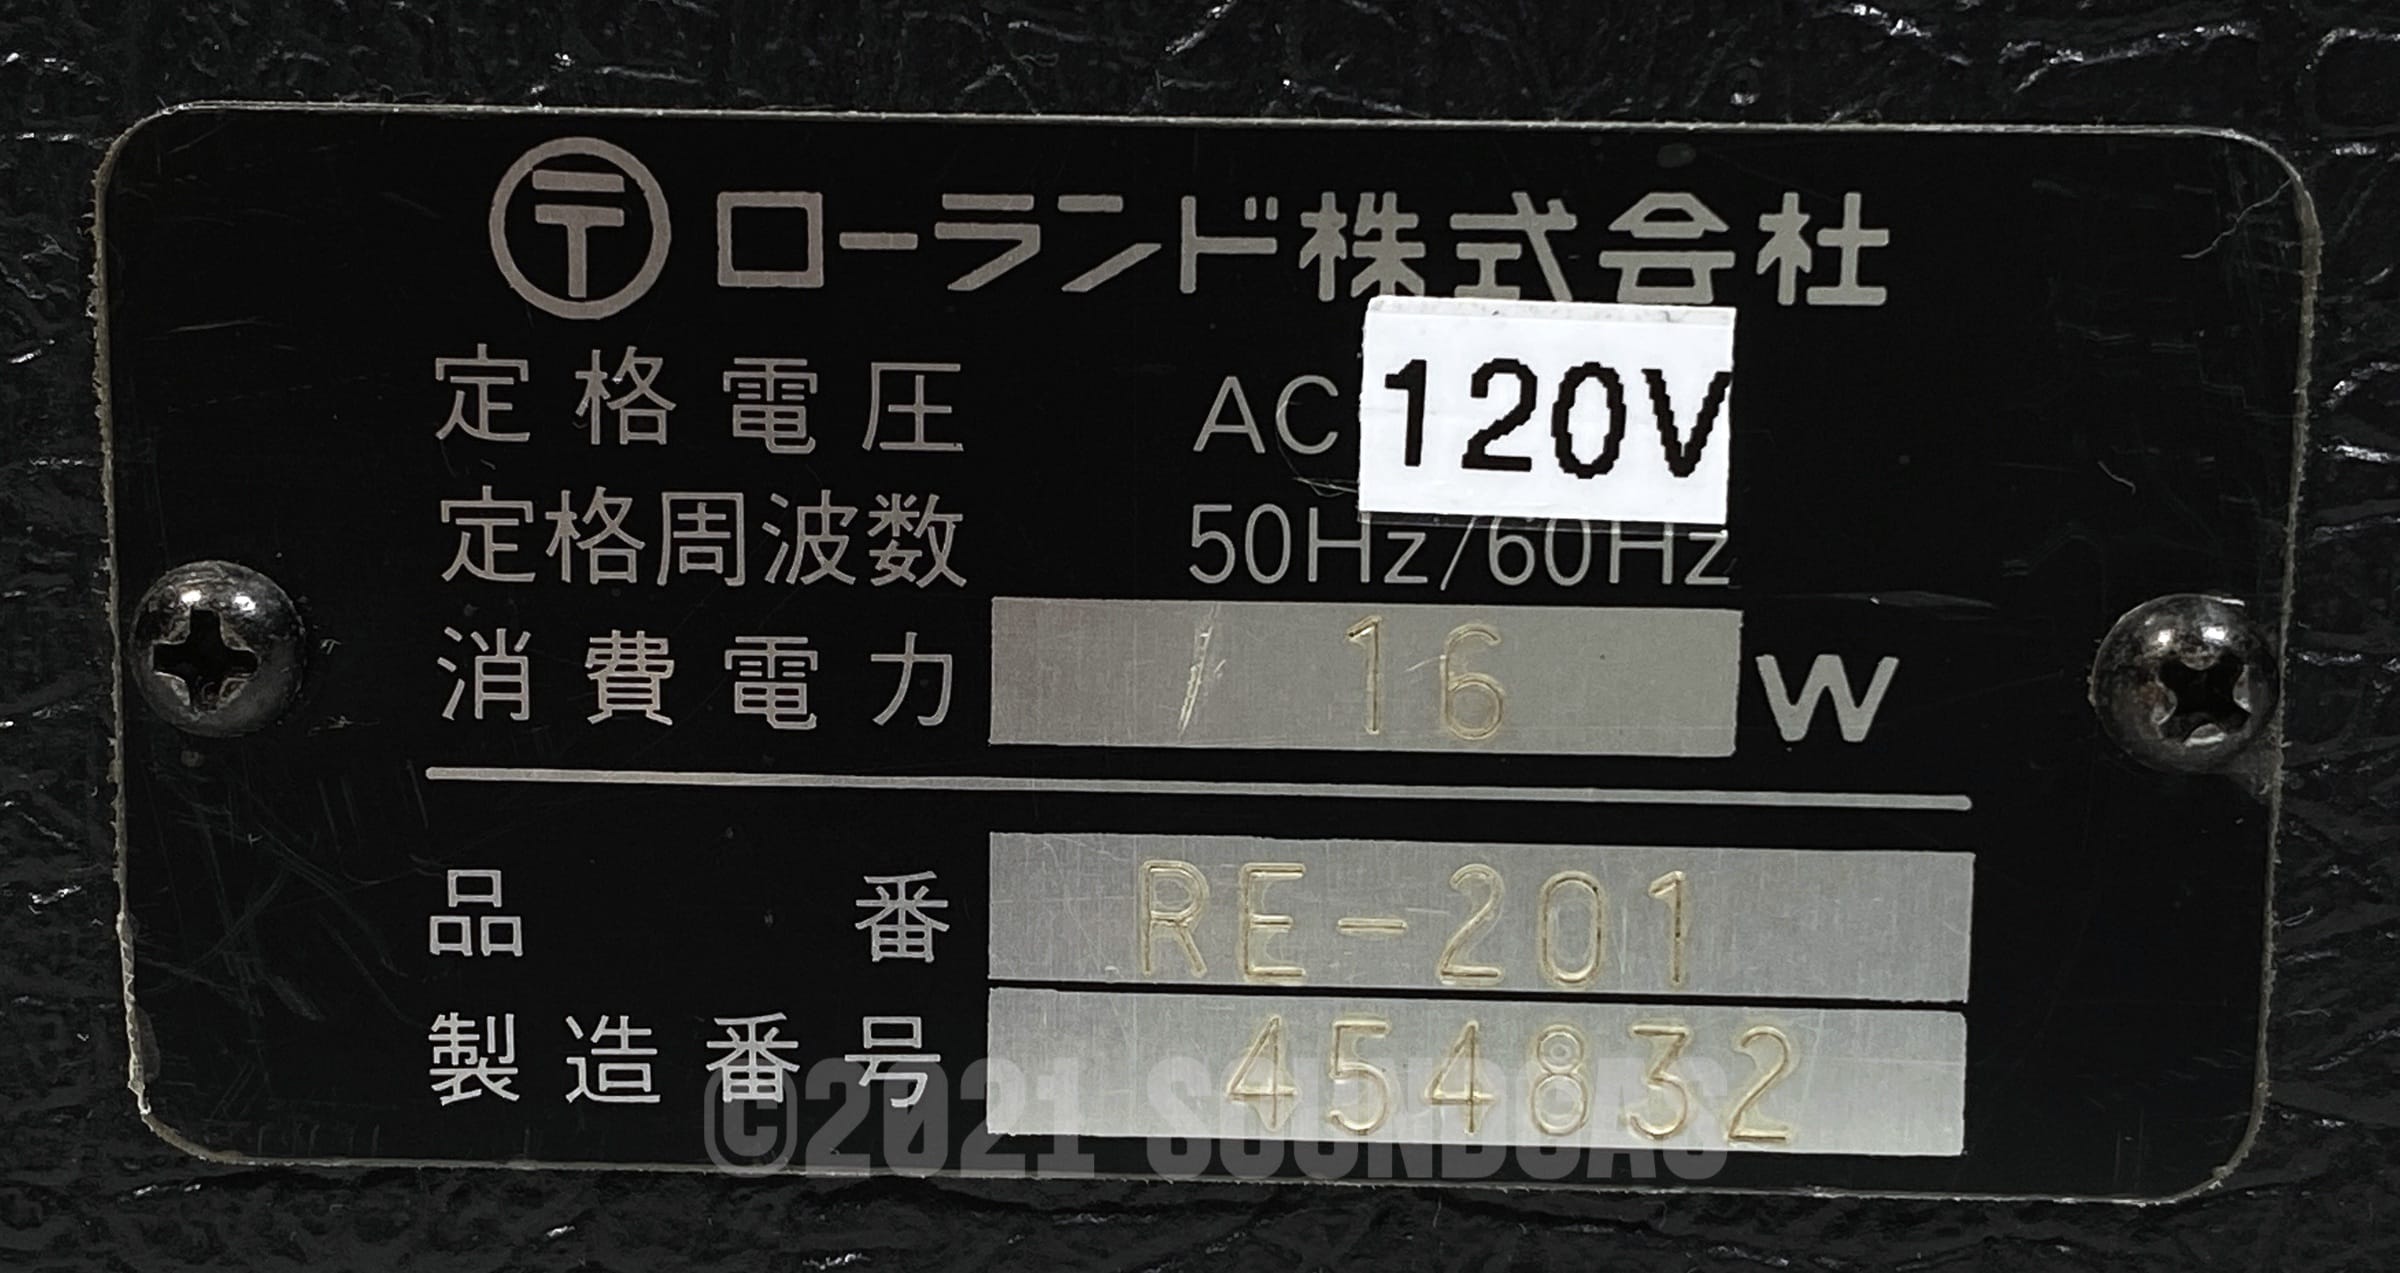 〶 ローランド株式会社
定格電圧 AC 120V
定格周波数 50Hz/60Hz
消費電力 16 W
品番 RE-201
製造番号 454832
©2021 SOUNDGAS